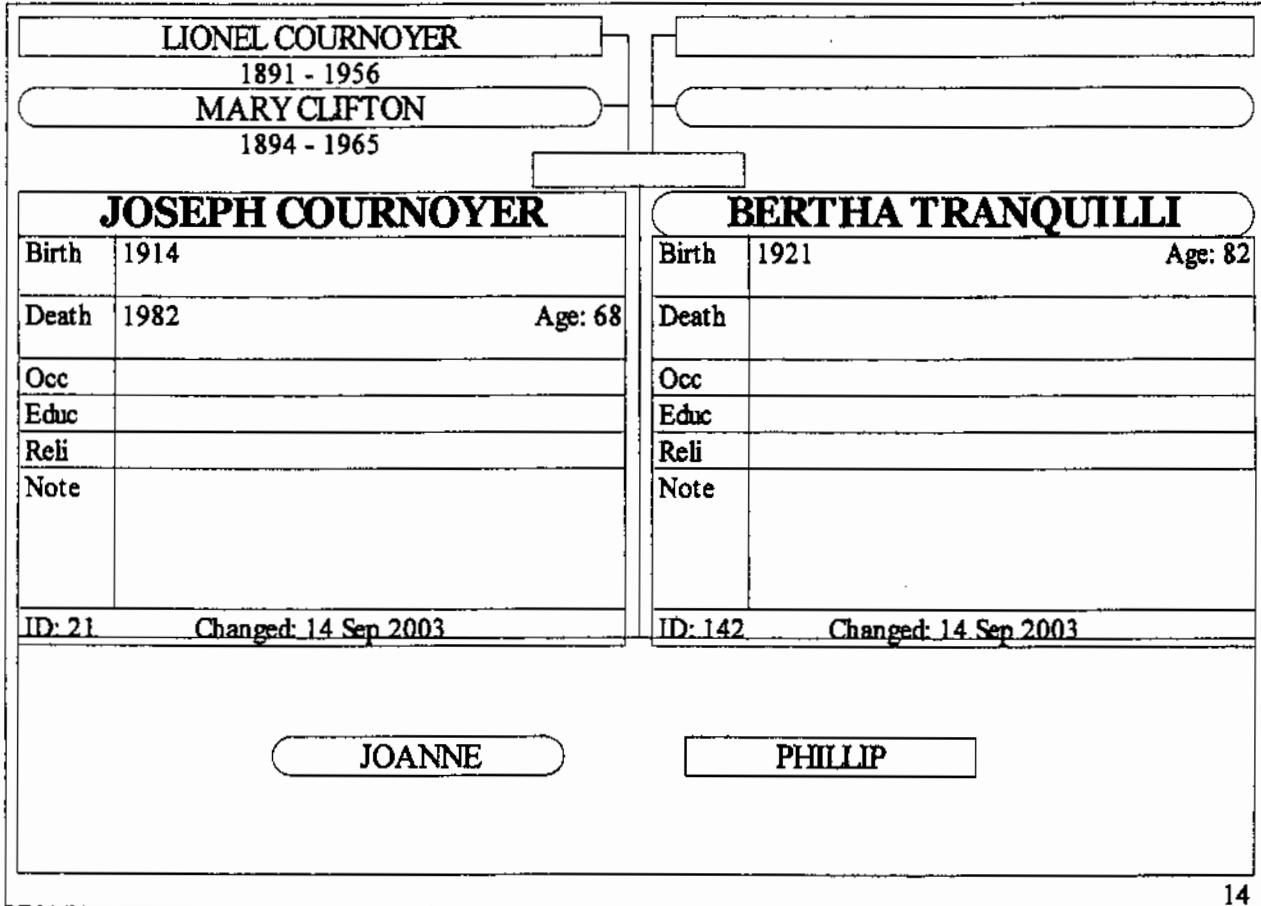 LIONEL COURNOYER
1891 - 1956
MARY CLIFTON
1894 - 1965
JOSEPH COURNOYER
Birth 1914
Death 1982 Age: 68
Occ
Educ
Reli
Note
ID: 21 Changed: 14 Sep 2003
BERTHA TRANQUILLI
Birth 1921 Age: 82
Death
Occ
Educ
Reli
Note
ID: 142 Changed: 14 Sep 2003
JOANNE
PHILLIP
14